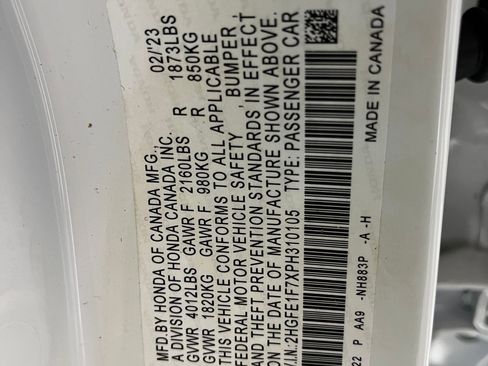 MFD.BY HONDA OF CANADA MFG., 02/'23
A DIVISION OF HONDA CANADA INC.
GVWR 4012LBS GAWR F 2160LBS R 1873LBS
GVWR 1820KG GAWR F 980KG R 850KG
THIS VEHICLE CONFORMS TO ALL APPLICABLE
FEDERAL MOTOR VEHICLE SAFETY, BUMPER,
AND THEFT PREVENTION STANDARDS IN EFFECT
ON THE DATE OF MANUFACTURE SHOWN ABOVE.
V.I.N.:2HGFE1F7XPH310105 TYPE: PASSENGER CAR
22 P AA9 -NH883P -A -H MADE IN CANADA